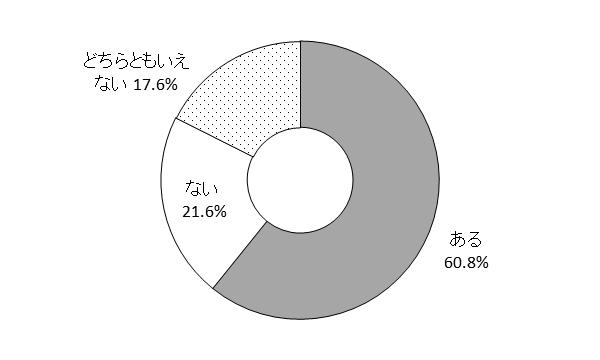 どちらともいえ
ない 17.6%
ない
21.6%
ある
60.8%